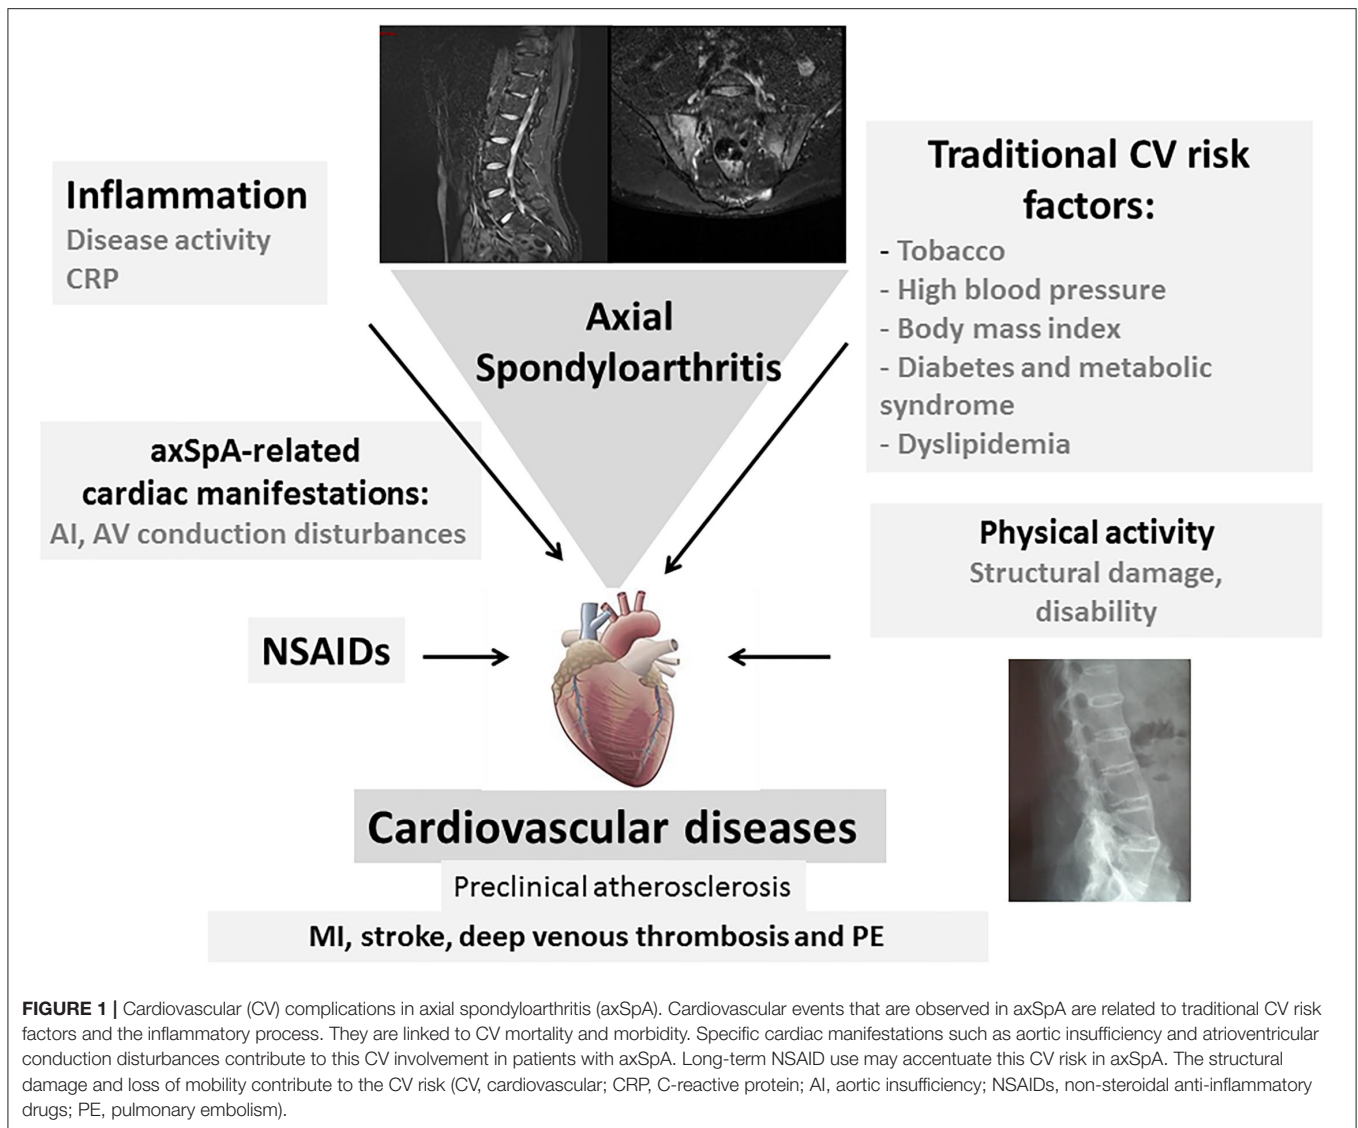 Inflammation
Disease activity
CRP
Axial
Spondyloarthritis
Traditional CV risk
factors:
- Tobacco
- High blood pressure
- Body mass index
- Diabetes and metabolic
syndrome
- Dyslipidemia
axSpA-related
cardiac manifestations:
AI, AV conduction disturbances
Physical activity
Structural damage,
disability
NSAIDs
Cardiovascular diseases
Preclinical atherosclerosis
MI, stroke, deep venous thrombosis and PE
FIGURE 1 | Cardiovascular (CV) complications in axial spondyloarthritis (axSpA). Cardiovascular events that are observed in axSpA are related to traditional CV risk
factors and the inflammatory process. They are linked to CV mortality and morbidity. Specific cardiac manifestations such as aortic insufficiency and atrioventricular
conduction disturbances contribute to this CV involvement in patients with axSpA. Long-term NSAID use may accentuate this CV risk in axSpA. The structural
damage and loss of mobility contribute to the CV risk (CV, cardiovascular; CRP, C-reactive protein; AI, aortic insufficiency; NSAIDs, non-steroidal anti-inflammatory
drugs; PE, pulmonary embolism).